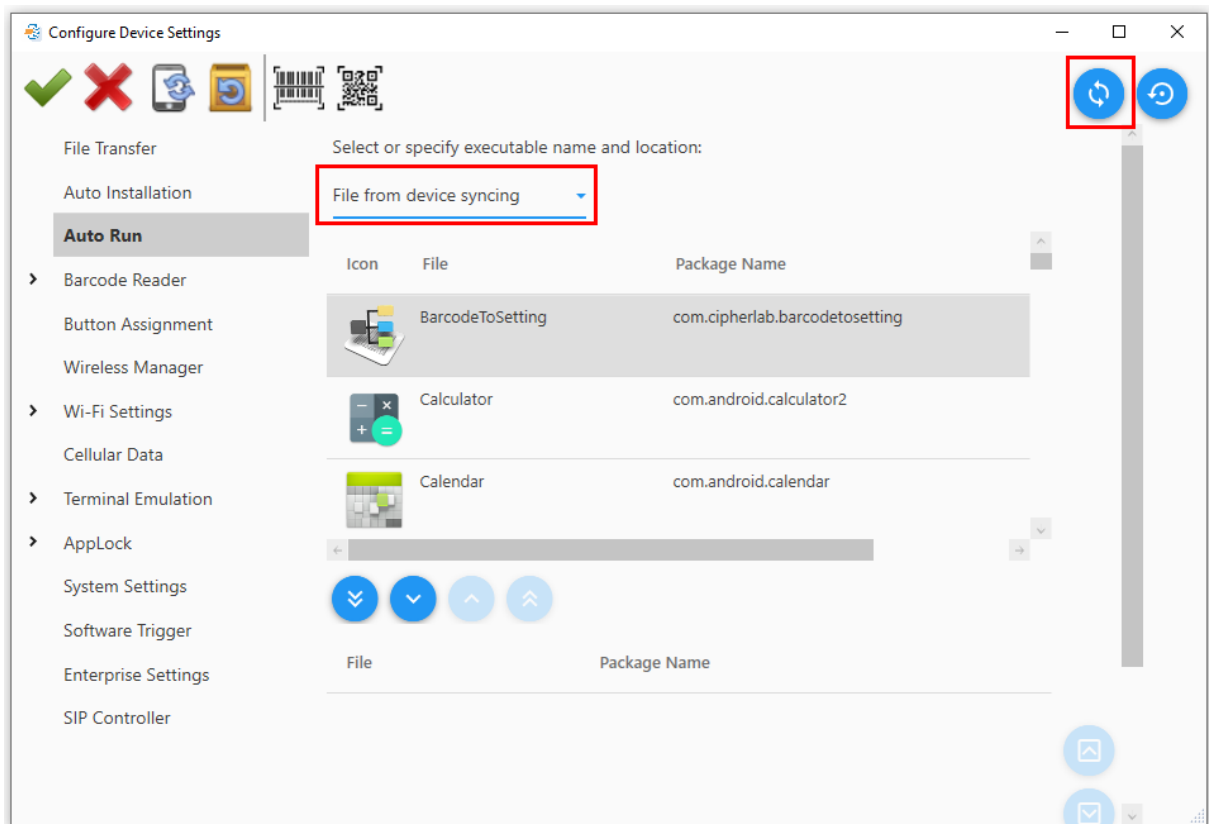 Configure Device Settings
File Transfer
Select or specify executable name and location:
Auto Installation
File from device syncing
Auto Run
Icon File Package Name
Barcode Reader
BarcodeToSetting com.cipherlab.barcodetosetting
Button Assignment
Wireless Manager
Calculator com.android.calculator2
Wi-Fi Settings
Cellular Data
Calendar com.android.calendar
Terminal Emulation
AppLock
System Settings
Software Trigger
File Package Name
Enterprise Settings
SIP Controller